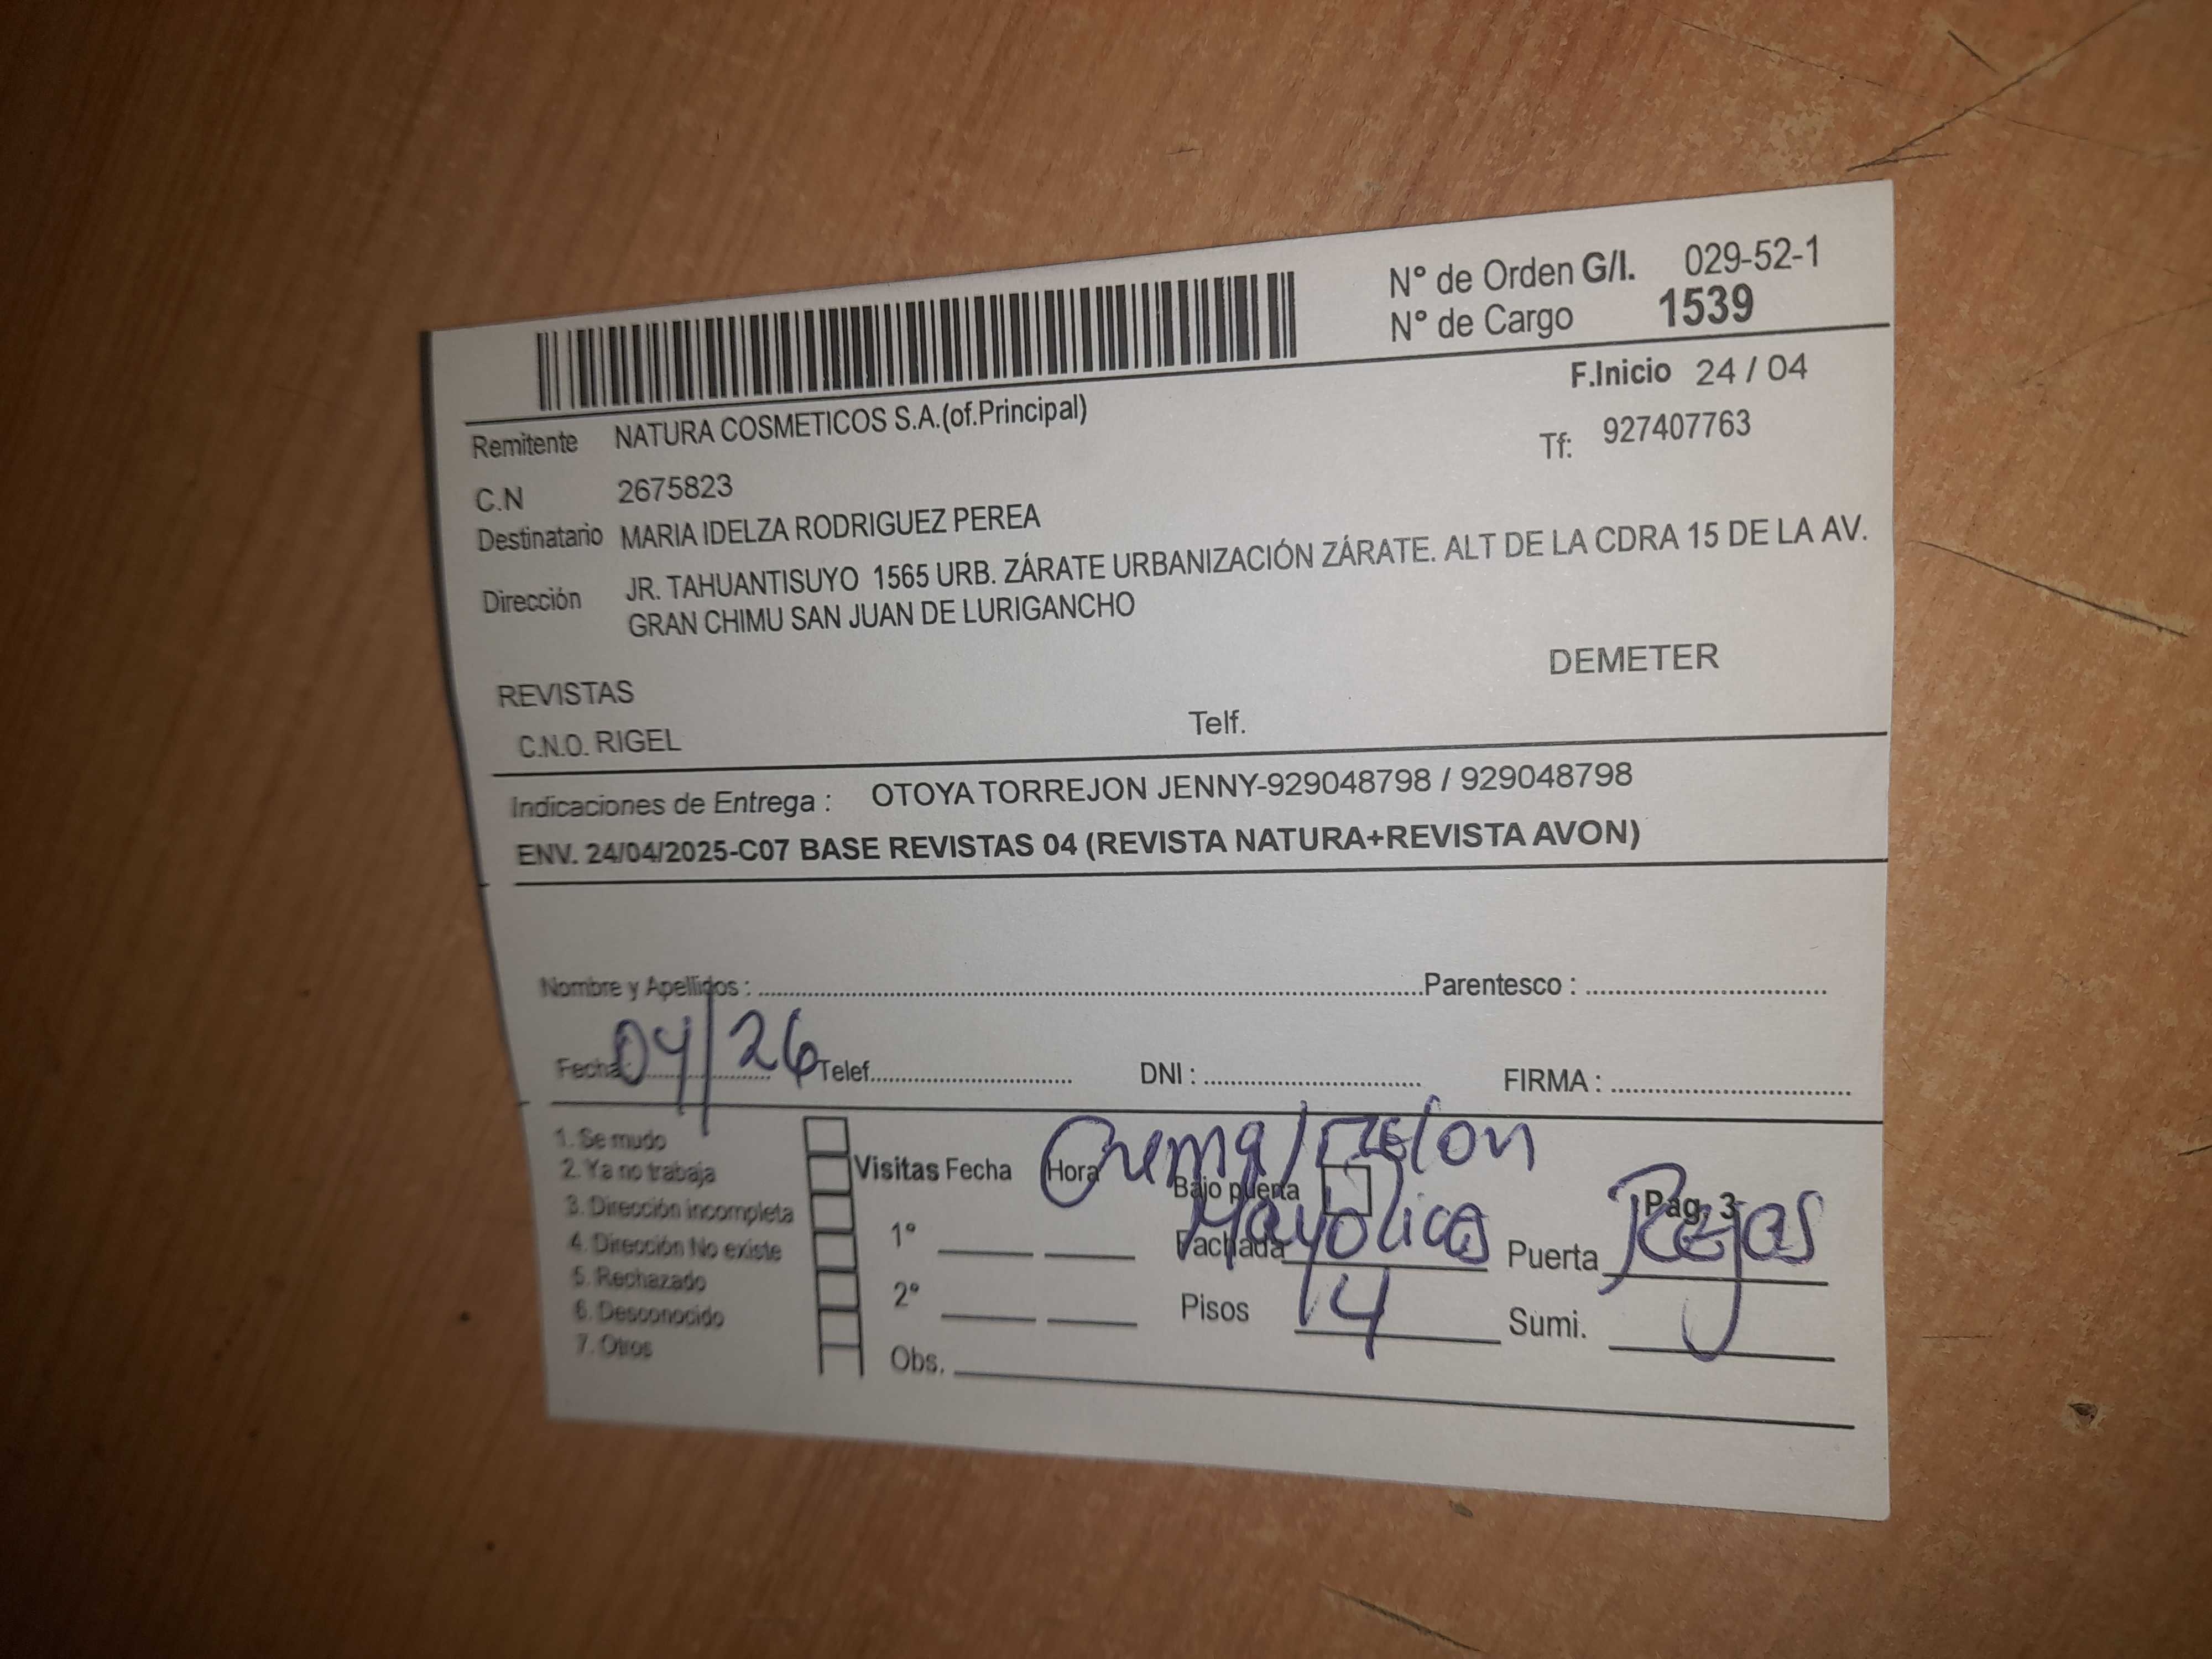 N° de Orden G/I. 029-52-1
N° de Cargo 1539
F.Inicio 24 / 04
Remitente NATURA COSMETICOS S.A.(of.Principal)
Tf: 927407763
C.N 2675823
Destinatario MARIA IDELZA RODRIGUEZ PEREA
Dirección JR. TAHUANTISUYO 1565 URB. ZÁRATE URBANIZACIÓN ZÁRATE. ALT DE LA CDRA 15 DE LA AV.
GRAN CHIMU SAN JUAN DE LURIGANCHO
DEMETER
REVISTAS
C.N.O. RIGEL Telf.
Indicaciones de Entrega : OTOYA TORREJON JENNY-929048798 / 929048798
ENV. 24/04/2025-C07 BASE REVISTAS 04 (REVISTA NATURA+REVISTA AVON)
Nombre y Apellidos : Parentesco :
Fecha: 04/26 Telef. DNI : FIRMA :
1. Se mudo
2. Ya no trabaja
3. Dirección incompleta
4. Dirección No existe
5. Rechazado
6. Desconocido
7. Otros
Visitas Fecha Hora
1°
2°
Obs.
Crema/
Bajo puerta
Pag. 3
Fachada Mayolicas Puerta Rejas
Pisos 4 Sumi.